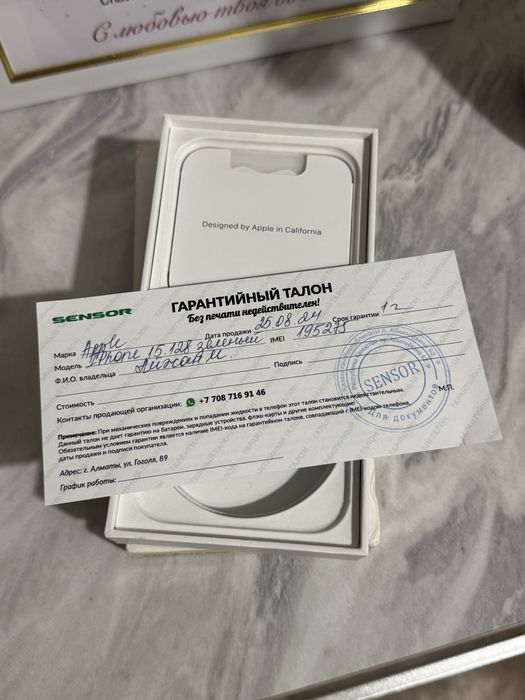 С любовью твоя
Designed by Apple in California
SENSOR
ГАРАНТИЙНЫЙ ТАЛОН
Без печати недействителен!
Марка Apple Дата продажи 25.08.24 Срок гарантии 1 г
Модель IPhone 15.128 зеленый IMEI 195275
Ф.И.О. владельца Подпись
Стоимость
Контакты продающей организации: +7 708 716 91 46
М.П.
SENSOR
для документов
Примечание: При механических повреждениях и попадании жидкости в телефон этот талон становится недействительным.
Данный талон не дает гарантию на батареи, зарядные устройства, флэш-карты и другие комплектующие.
Обязательным условием гарантии является наличие IMEI-кода на гарантийном талоне, совпадающий с IMEI-кодом телефона,
даты продажи и подписи покупателя.
Адрес: г. Алматы, ул. Гоголя, 89
График работы: